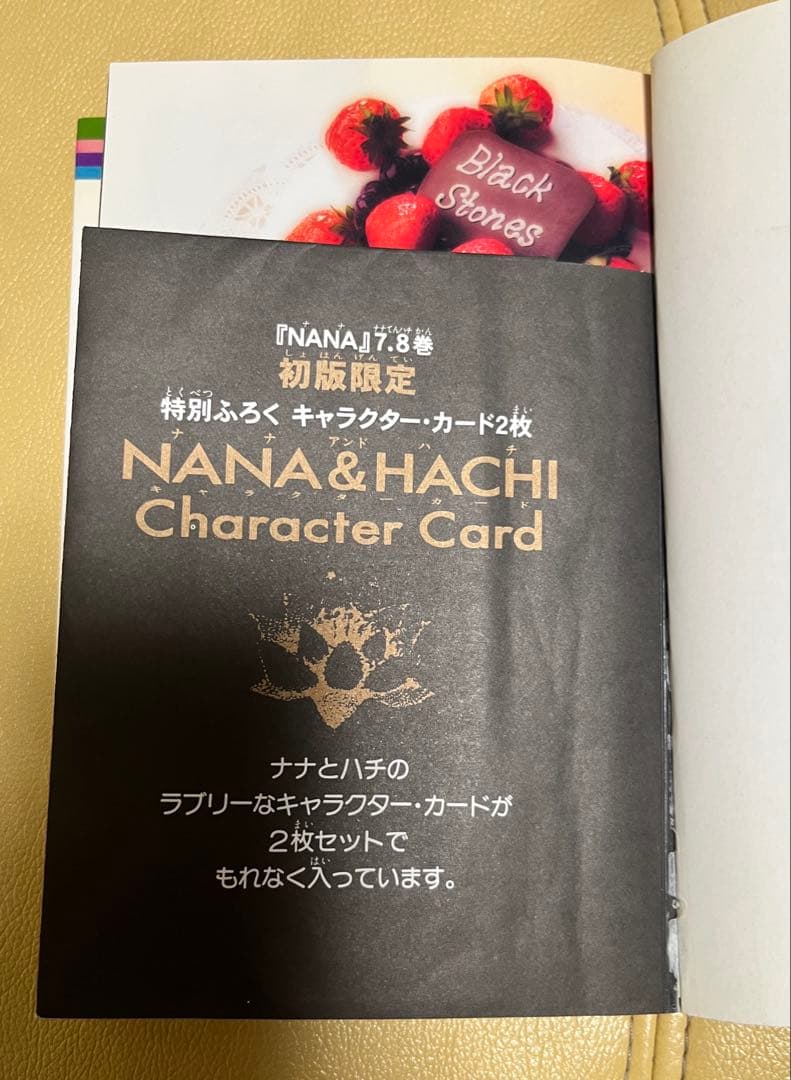 Black
Stones
『NANA』7.8巻
初版限定
特別ふろく キャラクター・カード2枚
NANA&HACHI
Character Card
ナナとハチの
ラブリーなキャラクター・カードが
2枚セットで
もれなく入っています。